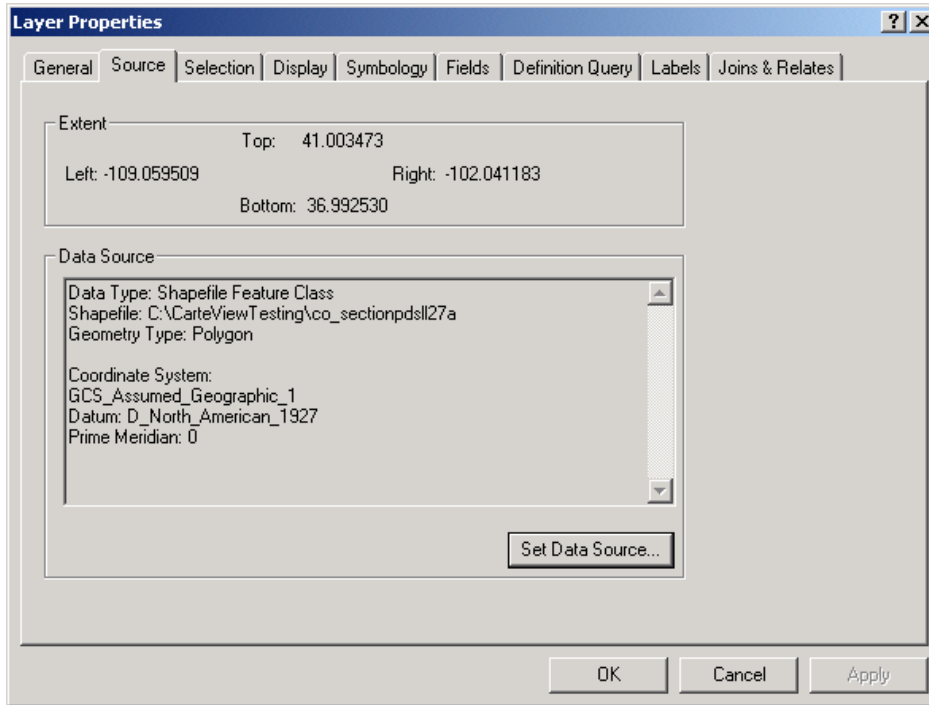 Layer Properties
General Source Selection Display Symbology Fields Definition Query Labels Joins & Relates
Extent
Top: 41.003473
Left: -109.059509 Right: -102.041183
Bottom: 36.992530
Data Source
Data Type: Shapefile Feature Class
Shapefile: C:\CarteViewTesting\co_sectionpdsll27a
Geometry Type: Polygon
Coordinate System:
GCS_Assumed_Geographic_1
Datum: D_North_American_1927
Prime Meridian: 0
Set Data Source...
OK Cancel Apply